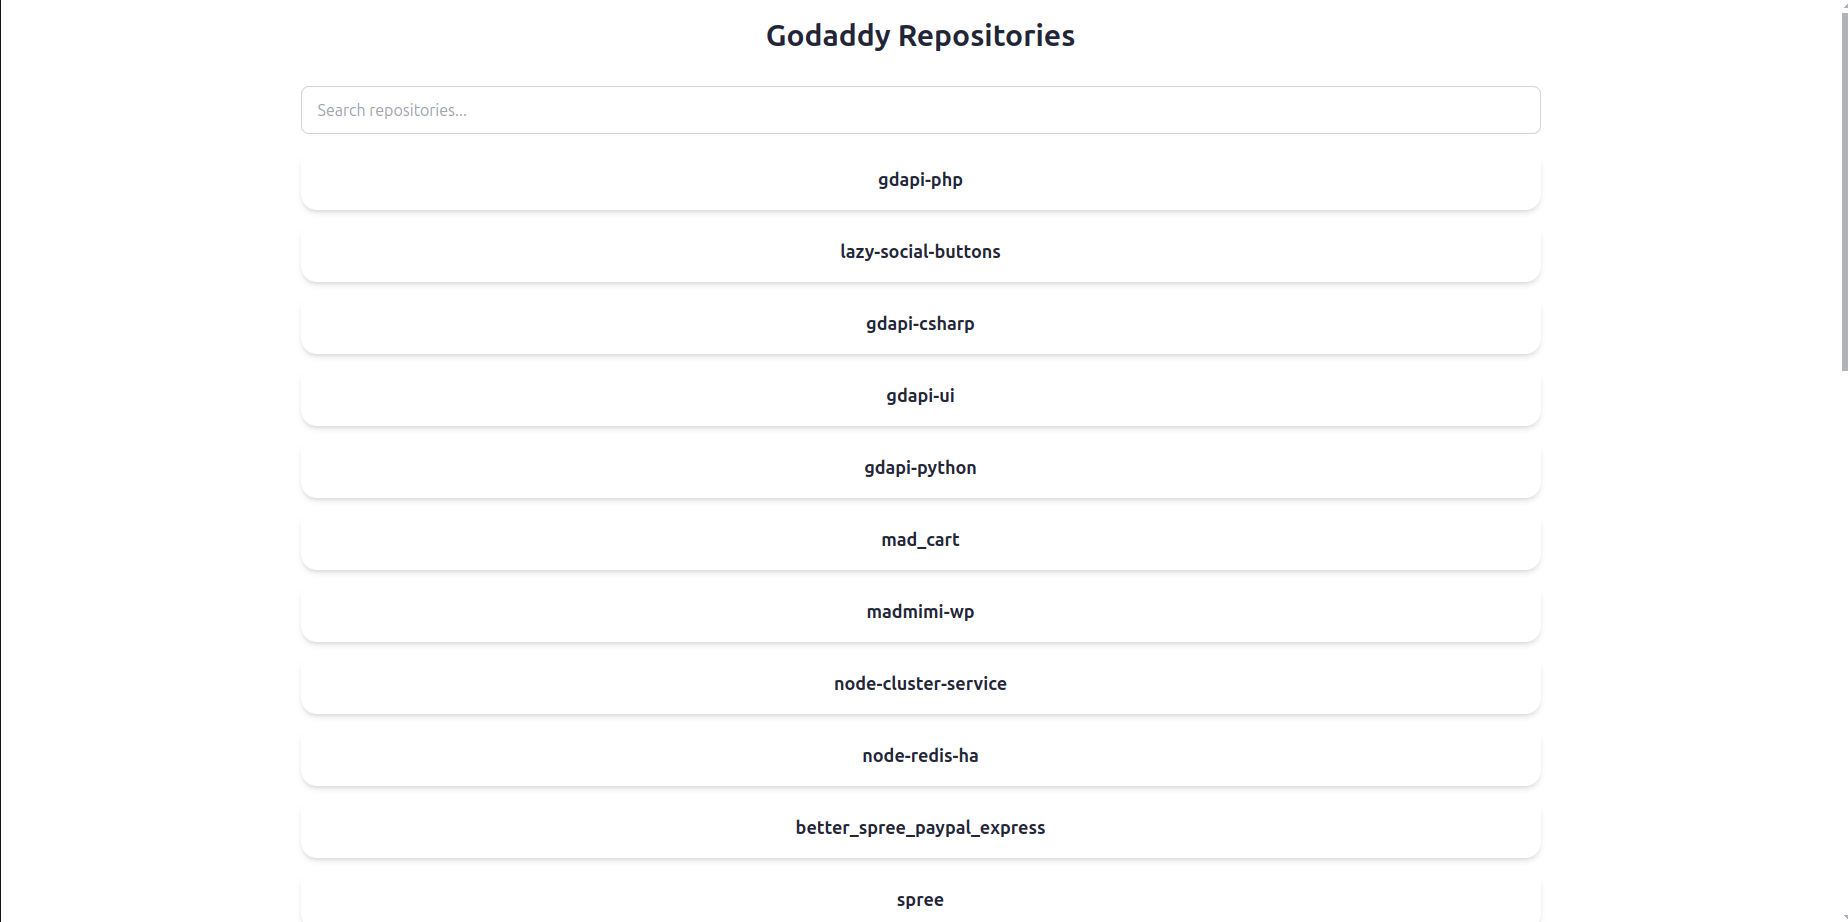 Godaddy Repositories
Search repositories...
gdapi-php
lazy-social-buttons
gdapi-csharp
gdapi-ui
gdapi-python
mad_cart
madmimi-wp
node-cluster-service
node-redis-ha
better_spree_paypal_express
spree